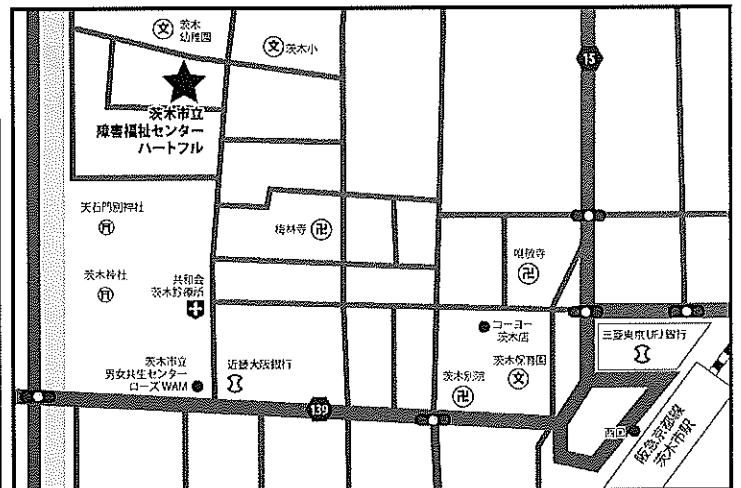 茨木
幼稚園
茨木小
15
茨木市立
障害福祉センター
ハートフル
天石門別神社
梅林寺
唯敬寺
茨木神社
共和会
茨木診療所
コーヨー
茨木店
三菱東京UFJ銀行
茨木市立
男女共生センター
ローズWAM
近畿大阪銀行
茨木別院
茨木保育園
139
西口
阪急京都線
茨木市駅